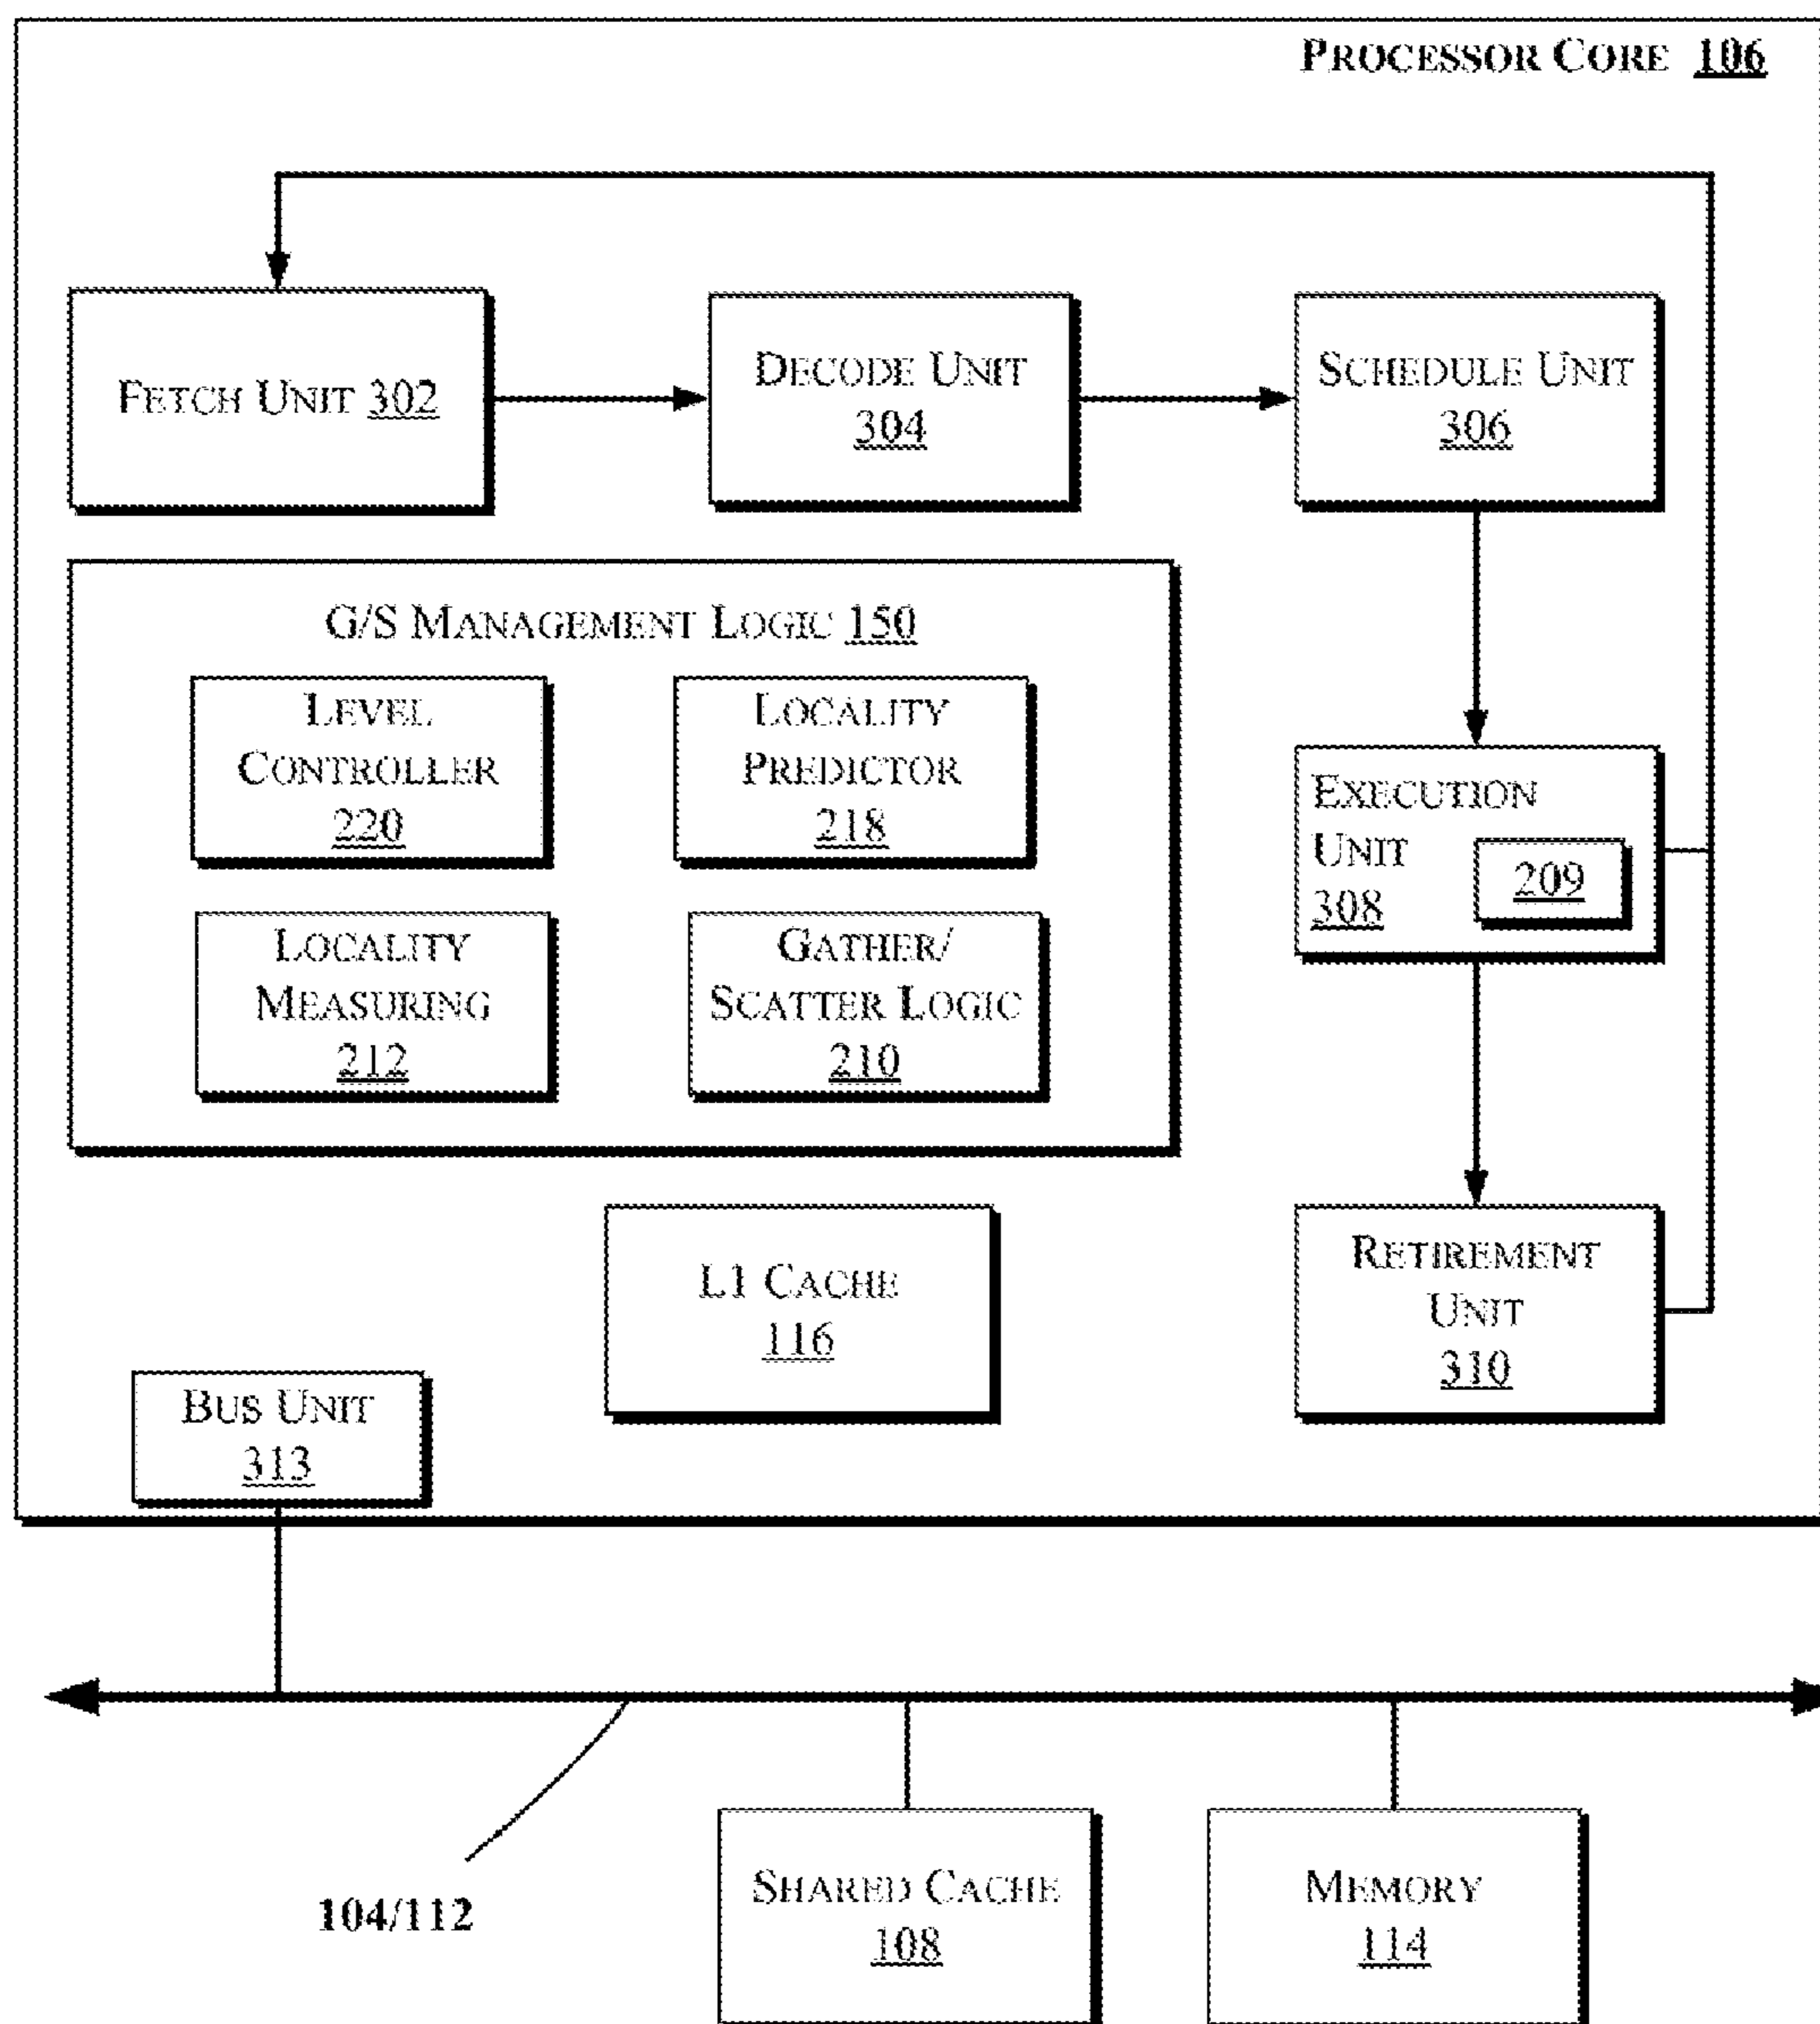 PROCESSOR CORE 106
FETCH UNIT 302
DECODE UNIT
304
SCHEDULE UNIT
306
G/S MANAGEMENT LOGIC 150
LEVEL
CONTROLLER
220
LOCALITY
PREDICTOR
218
LOCALITY
MEASURING
212
GATHER/
SCATTER LOGIC
210
EXECUTION
UNIT
308
209
L1 CACHE
116
RETIREMENT
UNIT
310
BUS UNIT
313
104/112
SHARED CACHE
108
MEMORY
114